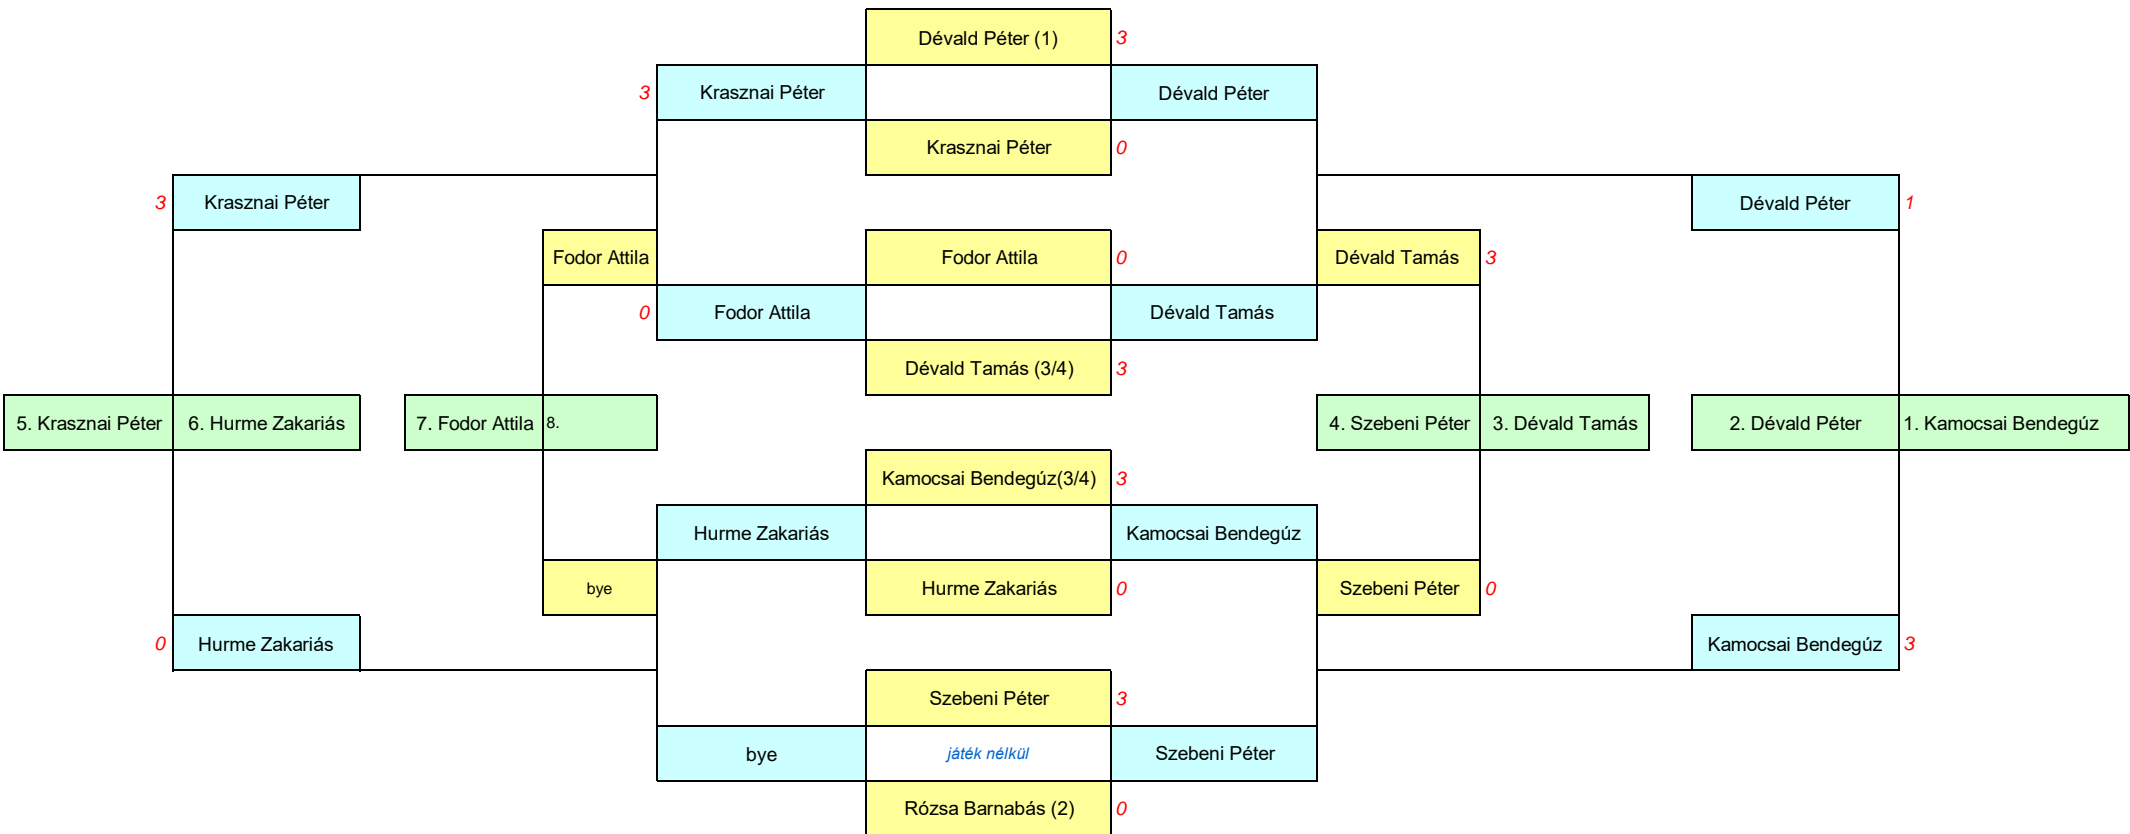 Dévald Péter (1) 3
3 Krasznai Péter Dévald Péter
Krasznai Péter 0
3 Krasznai Péter Dévald Péter 1
Fodor Attila Fodor Attila 0 Dévald Tamás 3
0 Fodor Attila Dévald Tamás
Dévald Tamás (3/4) 3
5. Krasznai Péter 6. Hurme Zakariás 7. Fodor Attila 8. 4. Szebeni Péter 3. Dévald Tamás 2. Dévald Péter 1. Kamocsai Bendegúz
Kamocsai Bendegúz(3/4) 3
Hurme Zakariás Kamocsai Bendegúz
bye Hurme Zakariás 0 Szebeni Péter 0
0 Hurme Zakariás Kamocsai Bendegúz 3
Szebeni Péter 3
bye játék nélkül Szebeni Péter
Rózsa Barnabás (2) 0